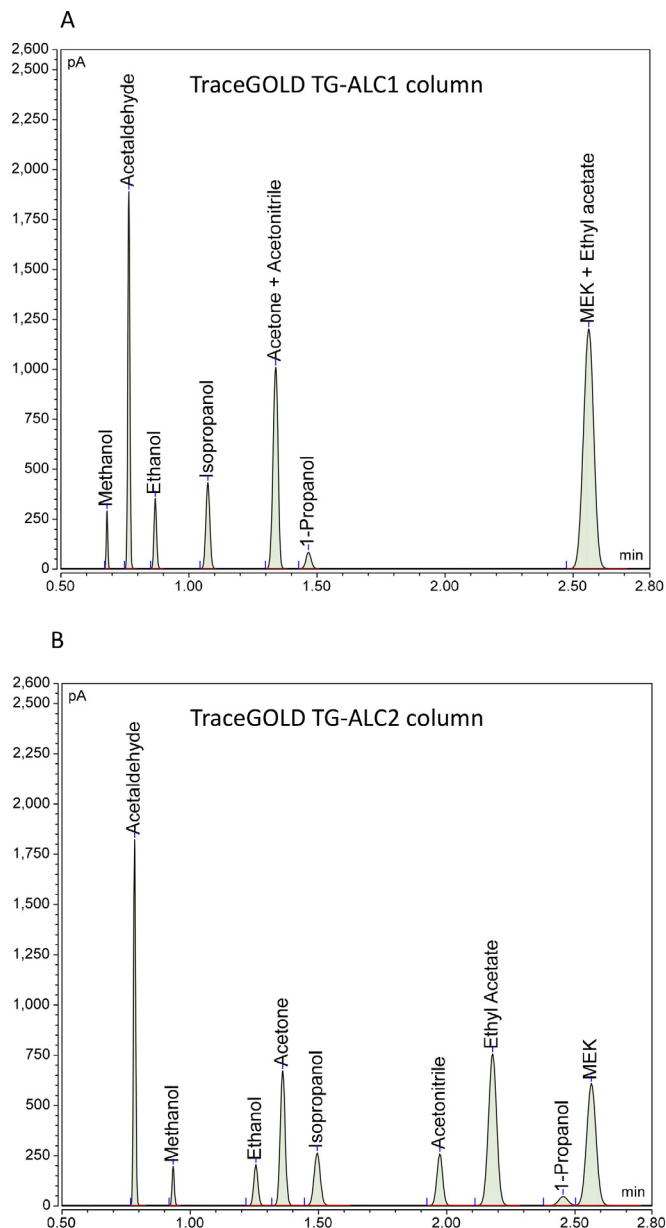 A
2,600
pA
TraceGOLD TG-ALC1 column
2,500
2,250
2,000
1,750
1,500
1,250
1,000
750
500
250
0
Methanol
Acetaldehyde
Ethanol
Isopropanol
Acetone + Acetonitrile
1-Propanol
MEK + Ethyl acetate
min
0.50 1.00 1.50 2.00 2.50 2.80
B
2,600
pA
TraceGOLD TG-ALC2 column
2,500
2,250
2,000
1,750
1,500
1,250
1,000
750
500
250
0
Acetaldehyde
Methanol
Ethanol
Acetone
Isopropanol
Acetonitrile
Ethyl Acetate
1-Propanol
MEK
min
0.50 1.00 1.50 2.00 2.50 2.80